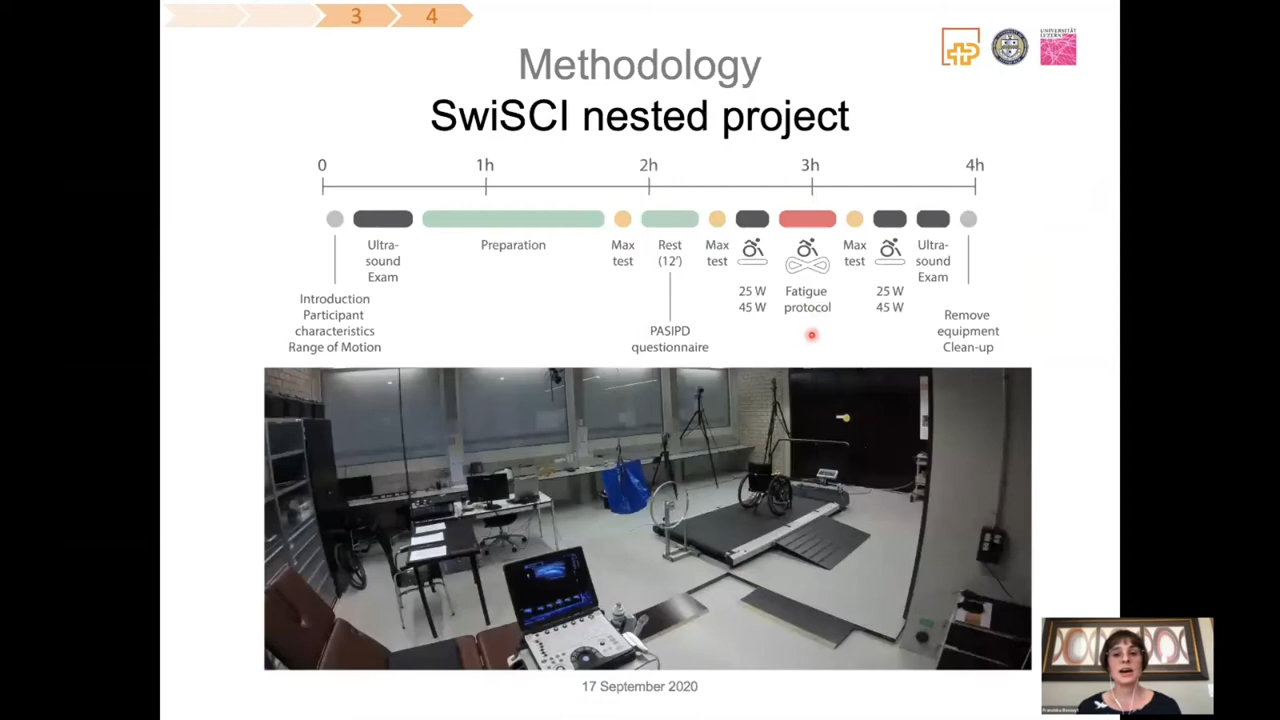 3 4
UNIVERSITÄT
LUZERN
Methodology
SwiSCI nested project
0 1h 2h 3h 4h
Ultra-
sound
Exam
Preparation
Max
test
Rest
(12')
Max
test
Max
test
Ultra-
sound
Exam
25 W
45 W
Fatigue
protocol
25 W
45 W
Introduction
Participant
characteristics
Range of Motion
PASIPD
questionnaire
Remove
equipment
Clean-up
17 September 2020